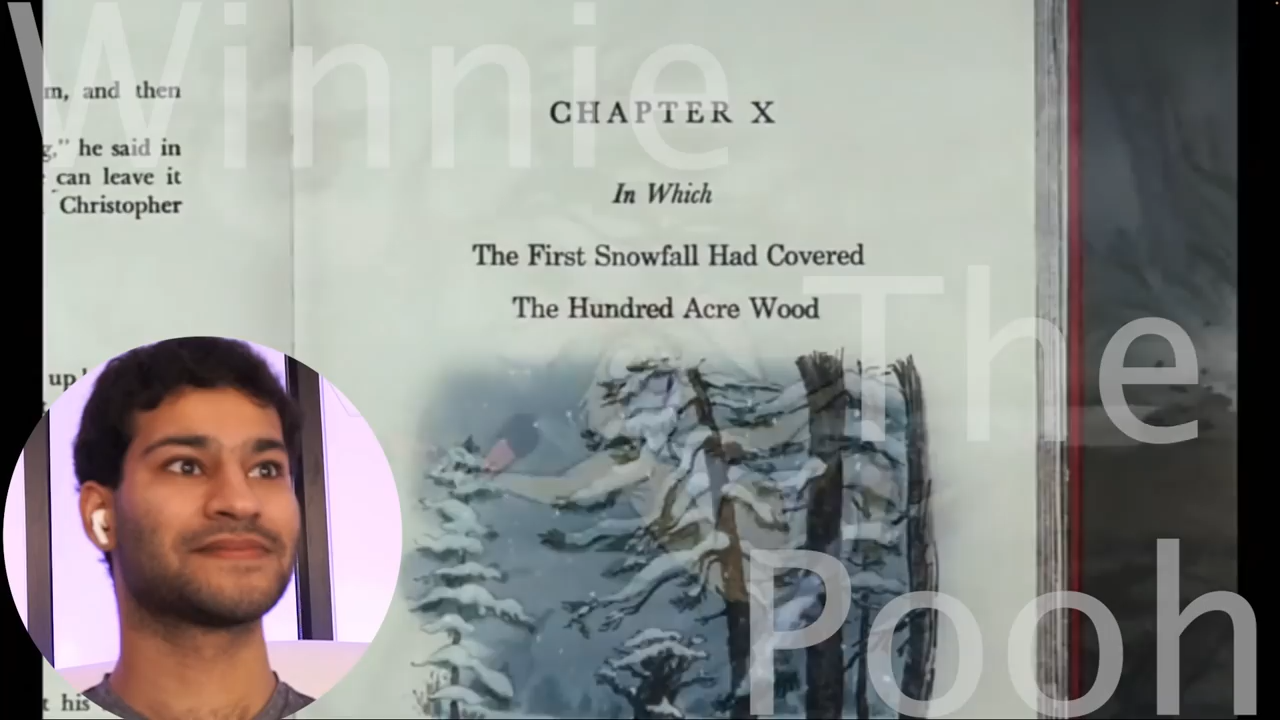 Winnie
The
Pooh
m, and then
g," he said in
can leave it
Christopher
up
his
CHAPTER X
In Which
The First Snowfall Had Covered
The Hundred Acre Wood